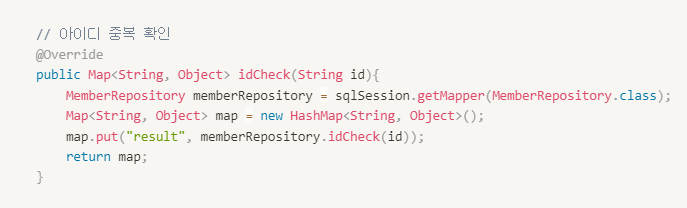 // 아이디 중복 확인
@Override
public Map<String, Object> idCheck(String id){
    MemberRepository memberRepository = sqlSession.getMapper(MemberRepository.class);
    Map<String, Object> map = new HashMap<String, Object>();
    map.put("result", memberRepository.idCheck(id));
    return map;
}